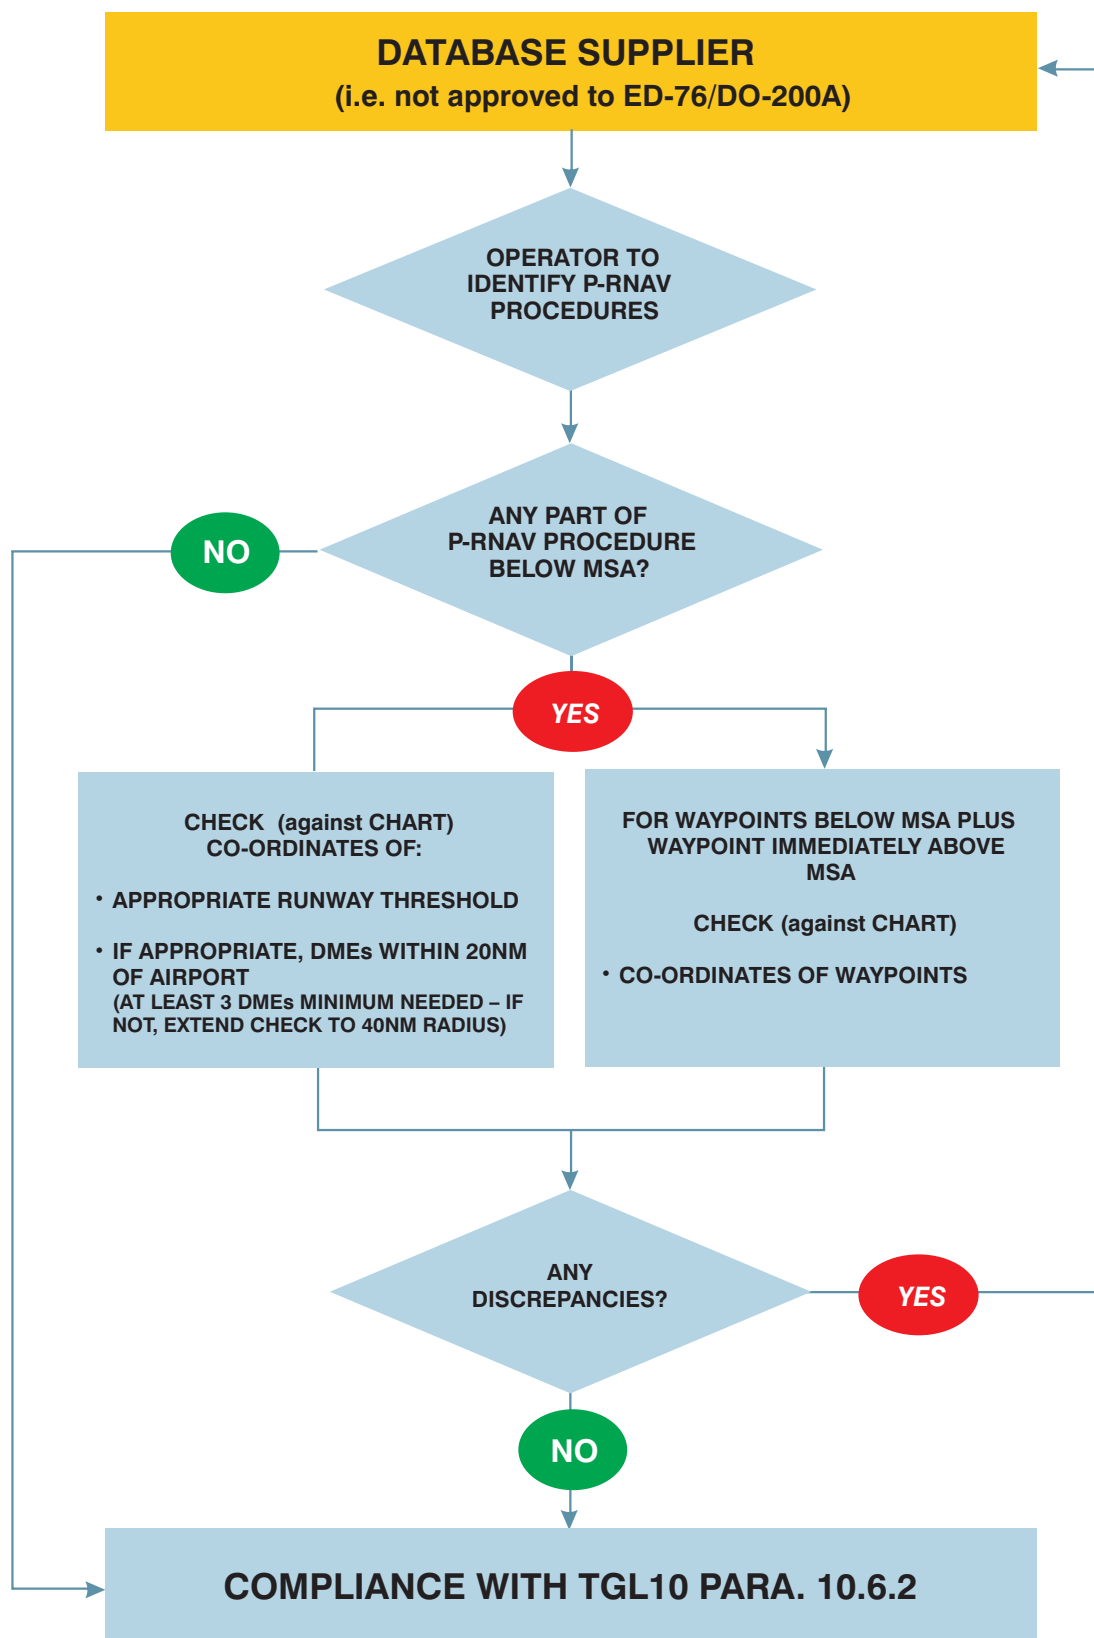 DATABASE SUPPLIER
(i.e. not approved to ED-76/DO-200A)
OPERATOR TO
IDENTIFY P-RNAV
PROCEDURES
ANY PART OF
P-RNAV PROCEDURE
BELOW MSA?
NO
YES
CHECK (against CHART)
CO-ORDINATES OF:
• APPROPRIATE RUNWAY THRESHOLD
• IF APPROPRIATE, DMEs WITHIN 20NM
OF AIRPORT
(AT LEAST 3 DMEs MINIMUM NEEDED – IF
NOT, EXTEND CHECK TO 40NM RADIUS)
FOR WAYPOINTS BELOW MSA PLUS
WAYPOINT IMMEDIATELY ABOVE
MSA
CHECK (against CHART)
• CO-ORDINATES OF WAYPOINTS
ANY
DISCREPANCIES?
YES
NO
COMPLIANCE WITH TGL10 PARA. 10.6.2